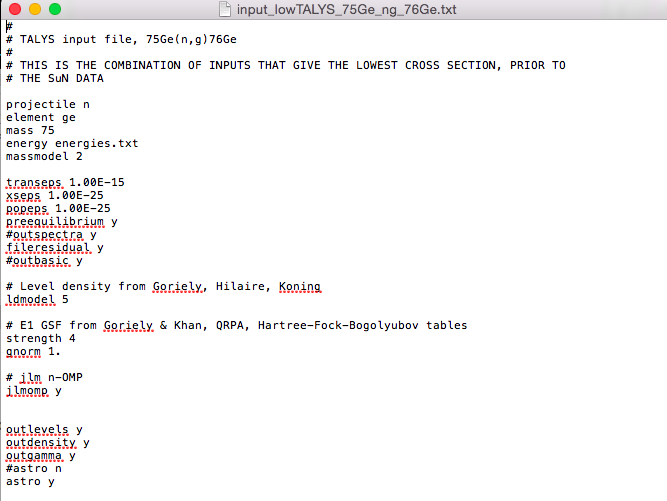 input_lowTALYS_75Ge_ng_76Ge.txt
#
# TALYS input file, 75Ge(n,g)76Ge
#
# THIS IS THE COMBINATION OF INPUTS THAT GIVE THE LOWEST CROSS SECTION, PRIOR TO
# THE SuN DATA
projectile n
element ge
mass 75
energy energies.txt
massmodel 2
transeps 1.00E-15
xseps 1.00E-25
popeps 1.00E-25
preequilibrium y
#outspectra y
fileresidual y
#outbasic y
# Level density from Goriely, Hilaire, Koning
ldmodel 5
# E1 GSF from Goriely & Khan, QRPA, Hartree-Fock-Bogolyubov tables
strength 4
gnorm 1.
# jlm n-OMP
jlmomp y
outlevels y
outdensity y
outgamma y
#astro n
astro y